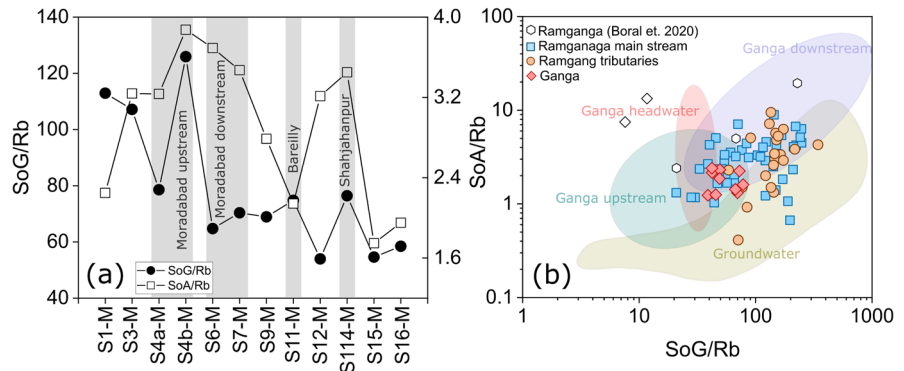 140
120
100
80
60
40
SoG/Rb
4.0
3.2
2.4
1.6
SoA/Rb
Moradabad upstream
Moradabad downstream
Bareilly
Shahjhanpur
(a)
SoG/Rb
SoA/Rb
S1-M
S3-M
S4a-M
S4b-M
S6-M
S7-M
S9-M
S11-M
S12-M
S114-M
S15-M
S16-M
100
10
1
0.1
Ramganga (Boral et. 2020)
Ramganaga main stream
Ramgang tributaries
Ganga
Ganga downstream
Ganga headwater
Ganga upstream
Groundwater
(b)
1
10
100
1000
SoG/Rb